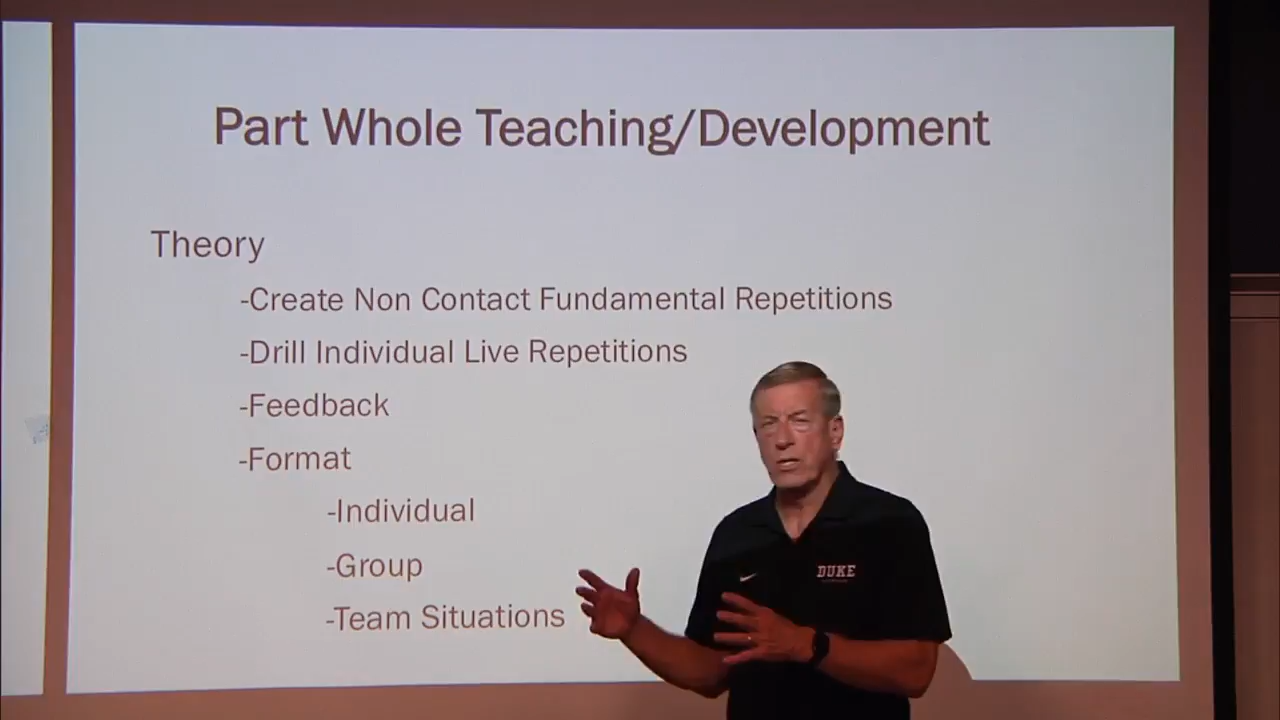 Part Whole Teaching/Development
Theory
-Create Non Contact Fundamental Repetitions
-Drill Individual Live Repetitions
-Feedback
-Format
-Individual
-Group
-Team Situations
DUKE